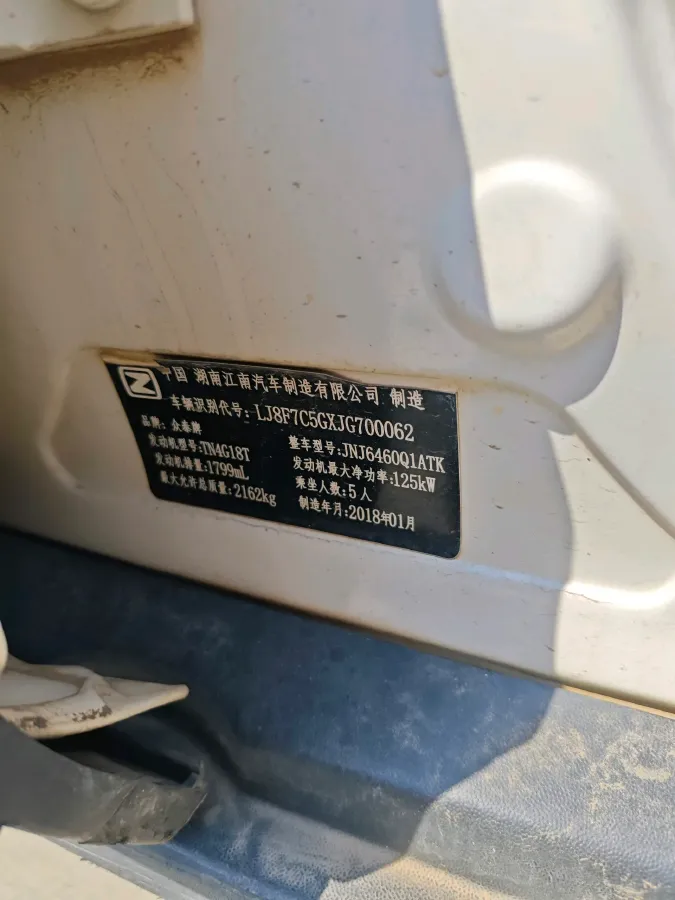 中国 湖南江南汽车制造有限公司 制造
车辆识别代号: LJ8F7C5GXJG700062
品牌: 众泰牌 整车型号: JNJ6460Q1ATK
发动机型号: TN4G18T 发动机最大净功率: 125kW
发动机排量: 1799mL 乘坐人数: 5人
最大允许总质量: 2162kg 制造年月: 2018年01月